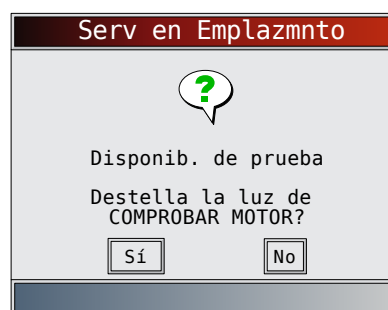 Serv en Emplazmnto
?
Disponib. de prueba
Destella la luz de
COMPROBAR MOTOR?
Sí No